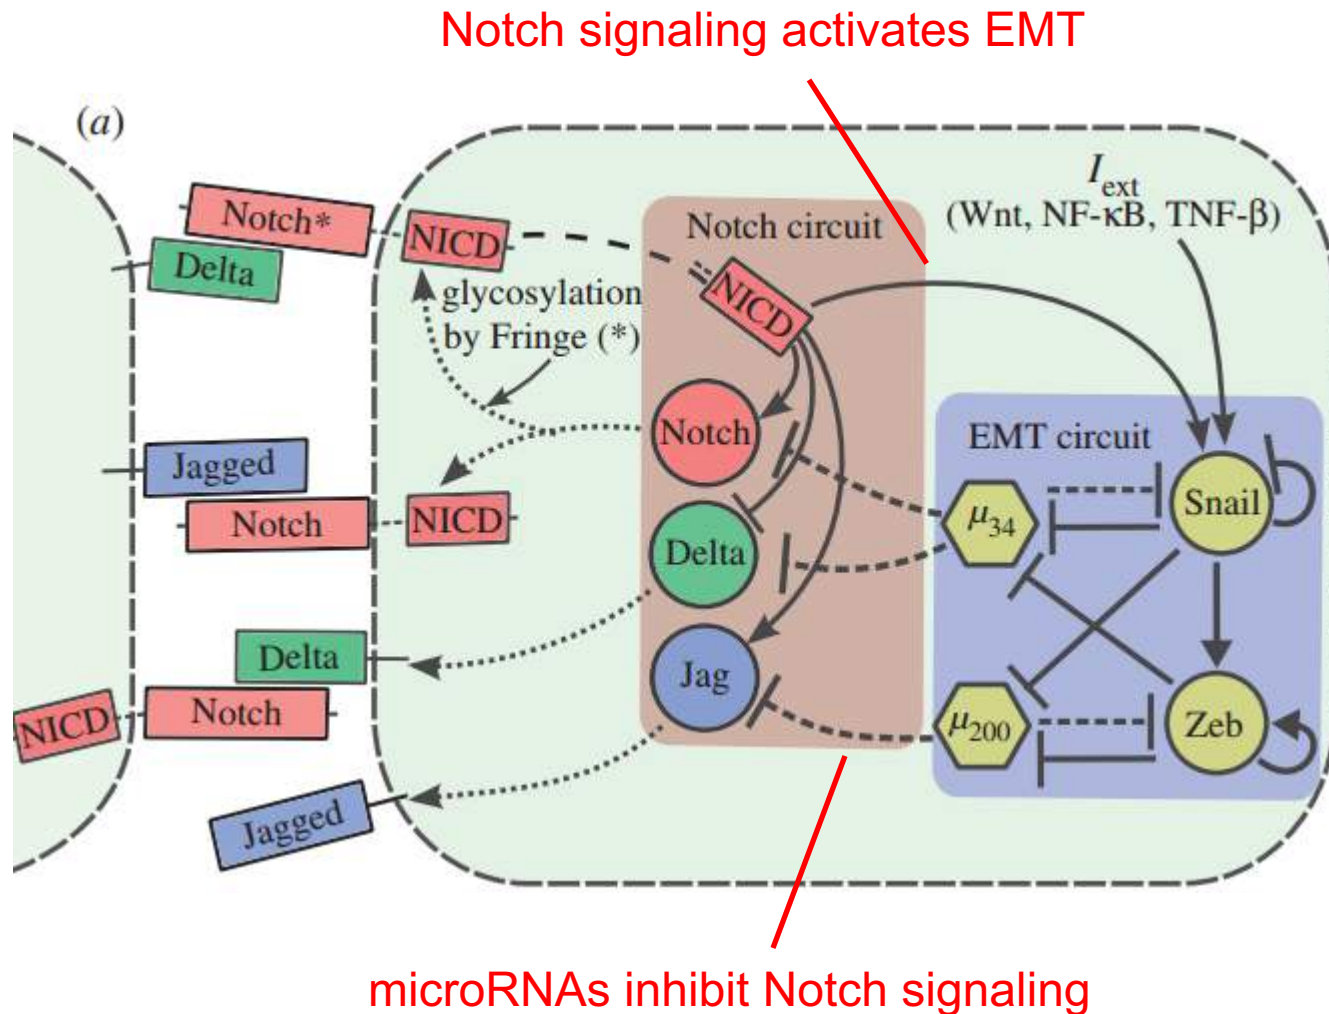 Notch signaling activates EMT
(a)
I_ext
(Wnt, NF-κB, TNF-β)
Notch*
NICD
Delta
Notch circuit
NICD
glycosylation
by Fringe (*)
Notch
EMT circuit
Jagged
Snail
Notch
NICD
μ34
Delta
Delta
Jag
Notch
NICD
μ200
Zeb
Jagged
microRNAs inhibit Notch signaling